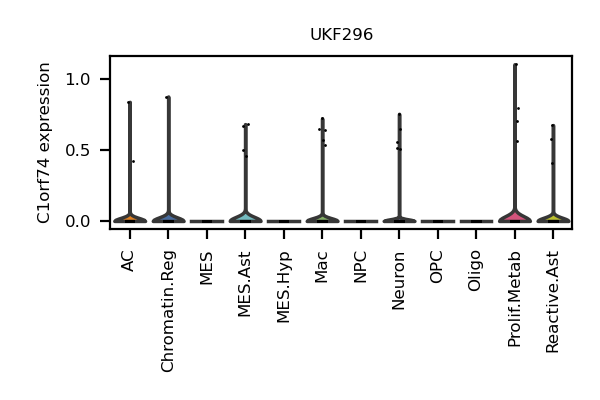 UKF296
C1orf74 expression
1.0
0.5
0.0
AC
Chromatin.Reg
MES
MES.Ast
MES.Hyp
Mac
NPC
Neuron
OPC
Oligo
Prolif.Metab
Reactive.Ast